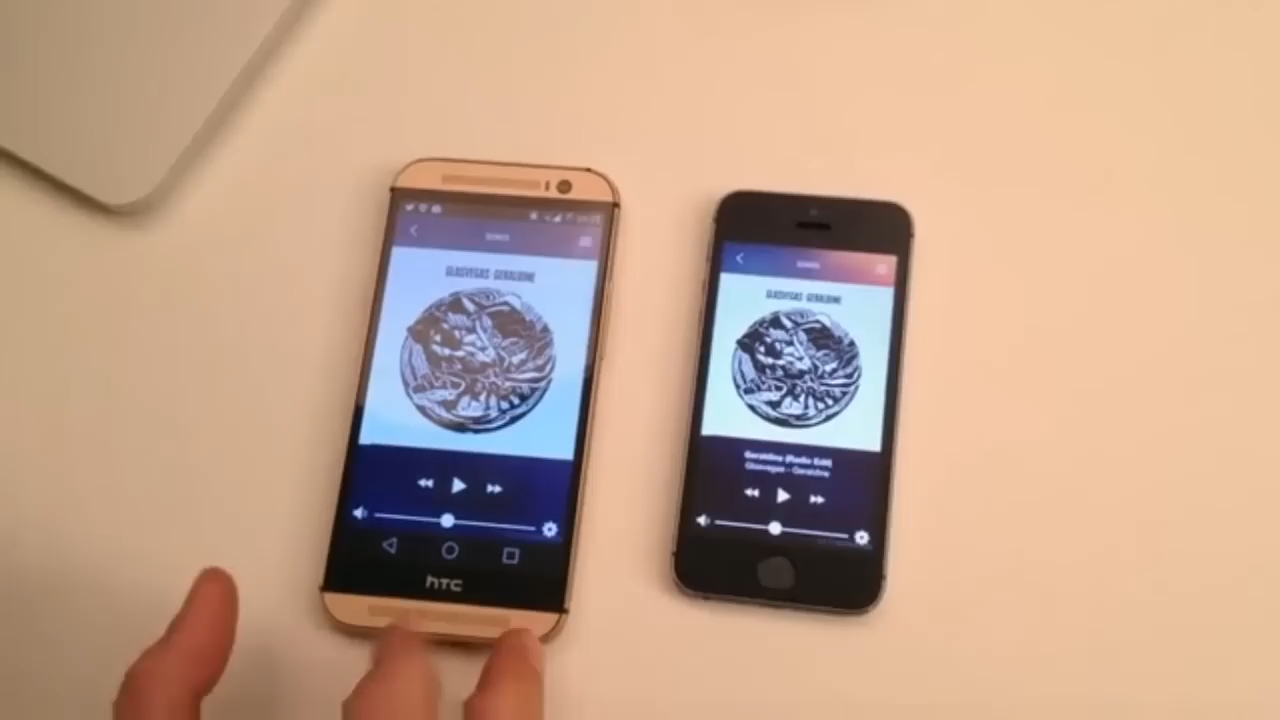 GLASVEGAS GERALDINE
hTC
GLASVEGAS GERALDINE
Geraldine (Radio Edit)
Glasvegas - Geraldine